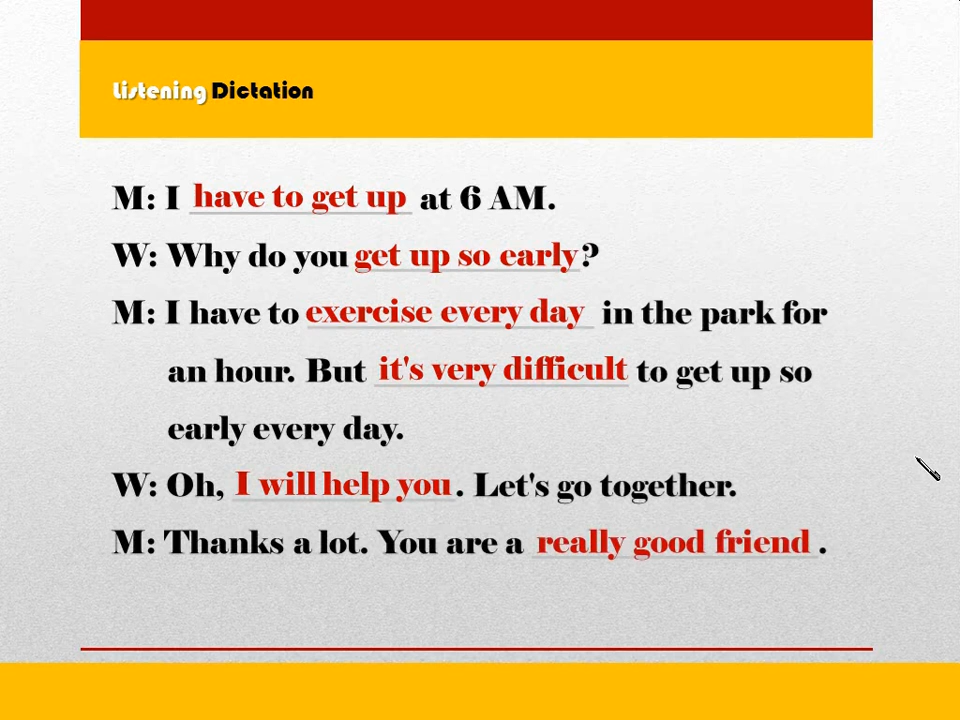 Listening Dictation
M: I have to get up at 6 AM.
W: Why do you get up so early?
M: I have to exercise every day in the park for
an hour. But it's very difficult to get up so
early every day.
W: Oh, I will help you. Let's go together.
M: Thanks a lot. You are a really good friend.